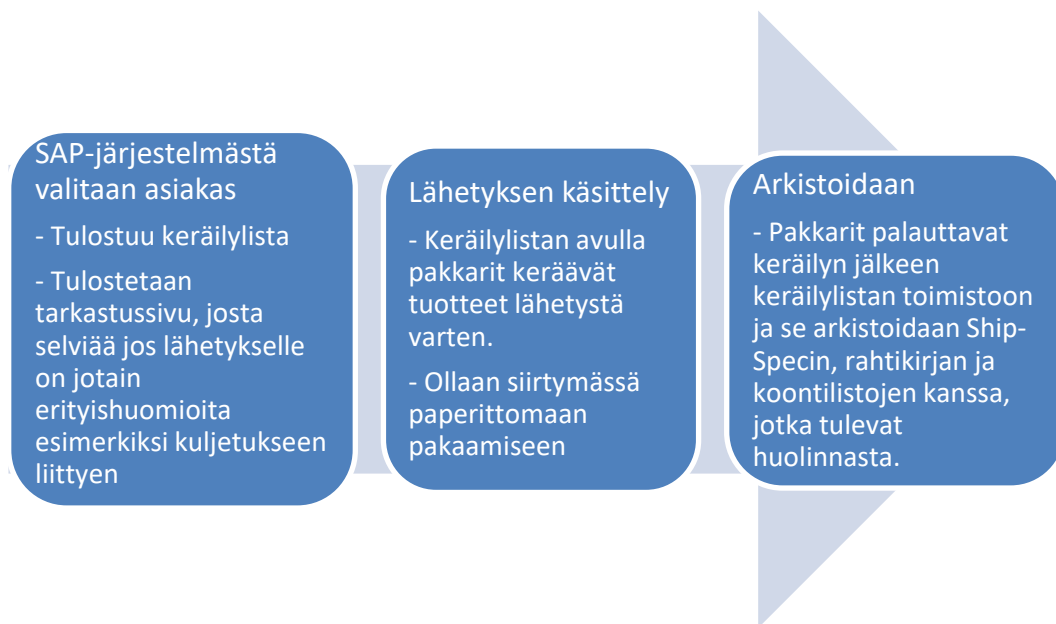 SAP-järjestelmästä
valitaan asiakas
- Tulostuu keräilylista
- Tulostetaan
tarkastussivu, josta
selviää jos lähetykselle
on jotain
erityishuomioita
esimerkiksi kuljetukseen
liittyen
Lähetyksen käsittely
- Keräilylistan avulla
pakkarit keräävät
tuotteet lähetystä
varten.
- Ollaan siirtymässä
paperittomaan
pakaamiseen
Arkistoidaan
- Pakkarit palauttavat
keräilyn jälkeen
keräilylistan toimistoon
ja se arkistoidaan Ship-
Specin, rahtikirjan ja
koontilistojen kanssa,
jotka tulevat
huolinnasta.